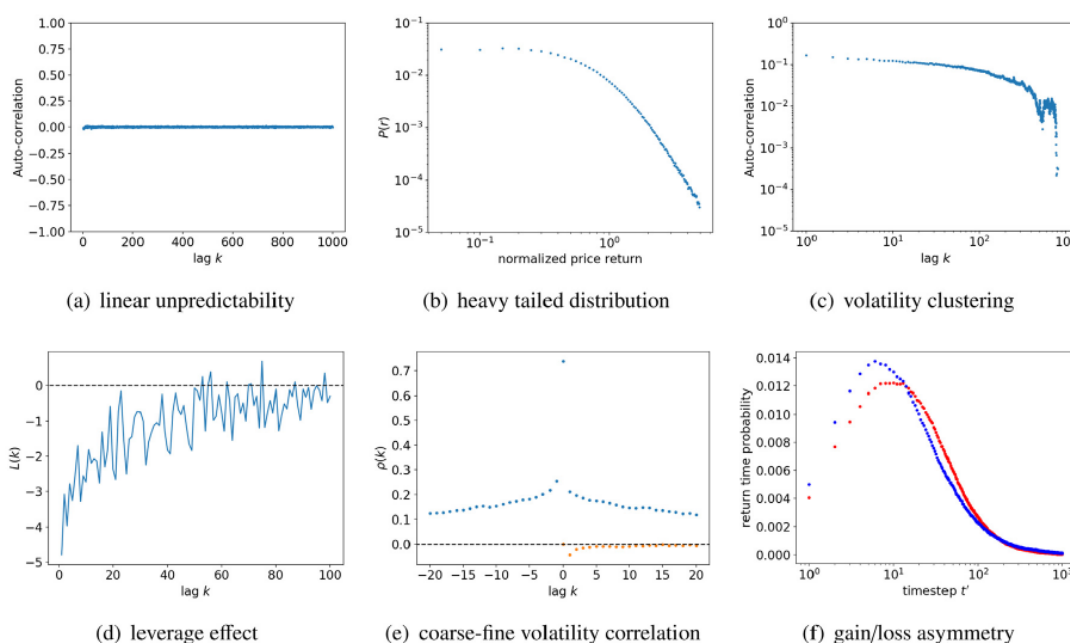 1.00
0.75
0.50
0.25
0.00
-0.25
-0.50
-0.75
-1.00
Auto-correlation
0 200 400 600 800 1000
lag k
(a) linear unpredictability
10⁻¹
10⁻²
10⁻³
10⁻⁴
10⁻⁵
P(r)
10⁻¹ 10⁰
normalized price return
(b) heavy tailed distribution
10⁰
10⁻¹
10⁻²
10⁻³
10⁻⁴
10⁻⁵
Auto-correlation
10⁰ 10¹ 10²
lag k
(c) volatility clustering
0
-1
-2
-3
-4
-5
L(k)
0 20 40 60 80 100
lag k
(d) leverage effect
0.7
0.6
0.5
0.4
0.3
0.2
0.1
0.0
ρ(k)
-20 -15 -10 -5 0 5 10 15 20
lag k
(e) coarse-fine volatility correlation
0.014
0.012
0.010
0.008
0.006
0.004
0.002
0.000
return time probability
10⁰ 10¹ 10² 10³
timestep t'
(f) gain/loss asymmetry